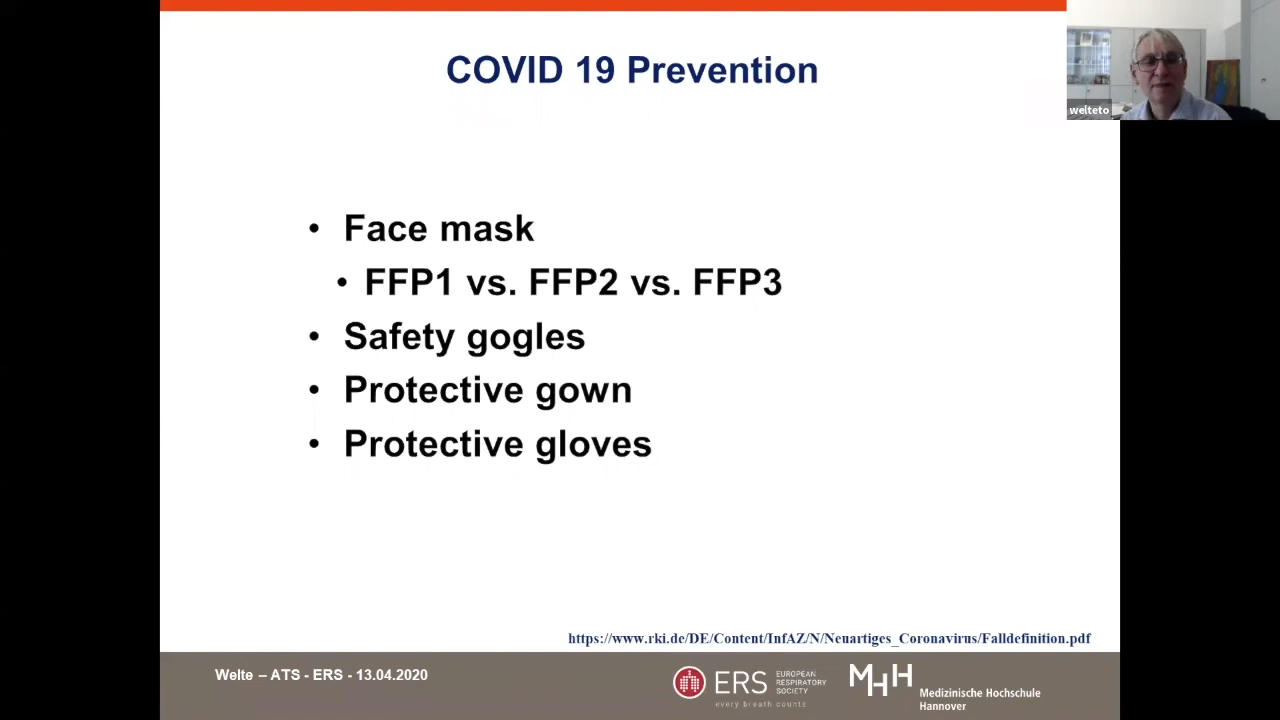 COVID 19 Prevention
welteto
• Face mask
• FFP1 vs. FFP2 vs. FFP3
• Safety gogles
• Protective gown
• Protective gloves
https://www.rki.de/DE/Content/InfAZ/N/Neuartiges_Coronavirus/Falldefinition.pdf
Welte – ATS - ERS - 13.04.2020
ERS
EUROPEAN
RESPIRATORY
SOCIETY
every breath counts
MHH
Medizinische Hochschule
Hannover